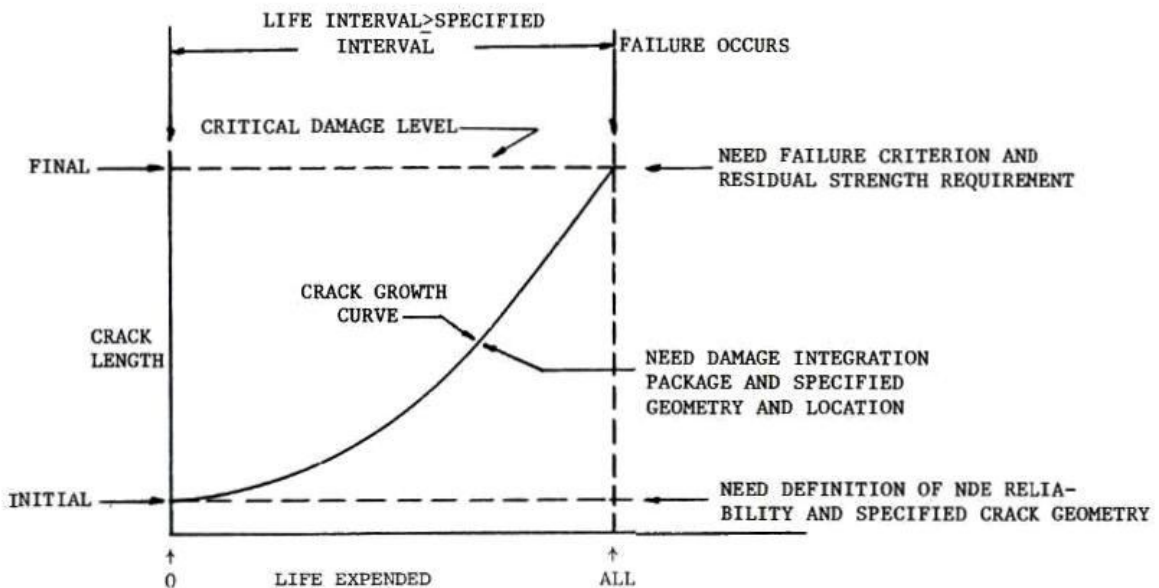 LIFE INTERVAL≥SPECIFIED
INTERVAL
FAILURE OCCURS
CRITICAL DAMAGE LEVEL
FINAL
NEED FAILURE CRITERION AND
RESIDUAL STRENGTH REQUIREMENT
CRACK GROWTH
CURVE
CRACK
LENGTH
NEED DAMAGE INTEGRATION
PACKAGE AND SPECIFIED
GEOMETRY AND LOCATION
INITIAL
NEED DEFINITION OF NDE RELIA-
BILITY AND SPECIFIED CRACK GEOMETRY
0
LIFE EXPENDED
ALL